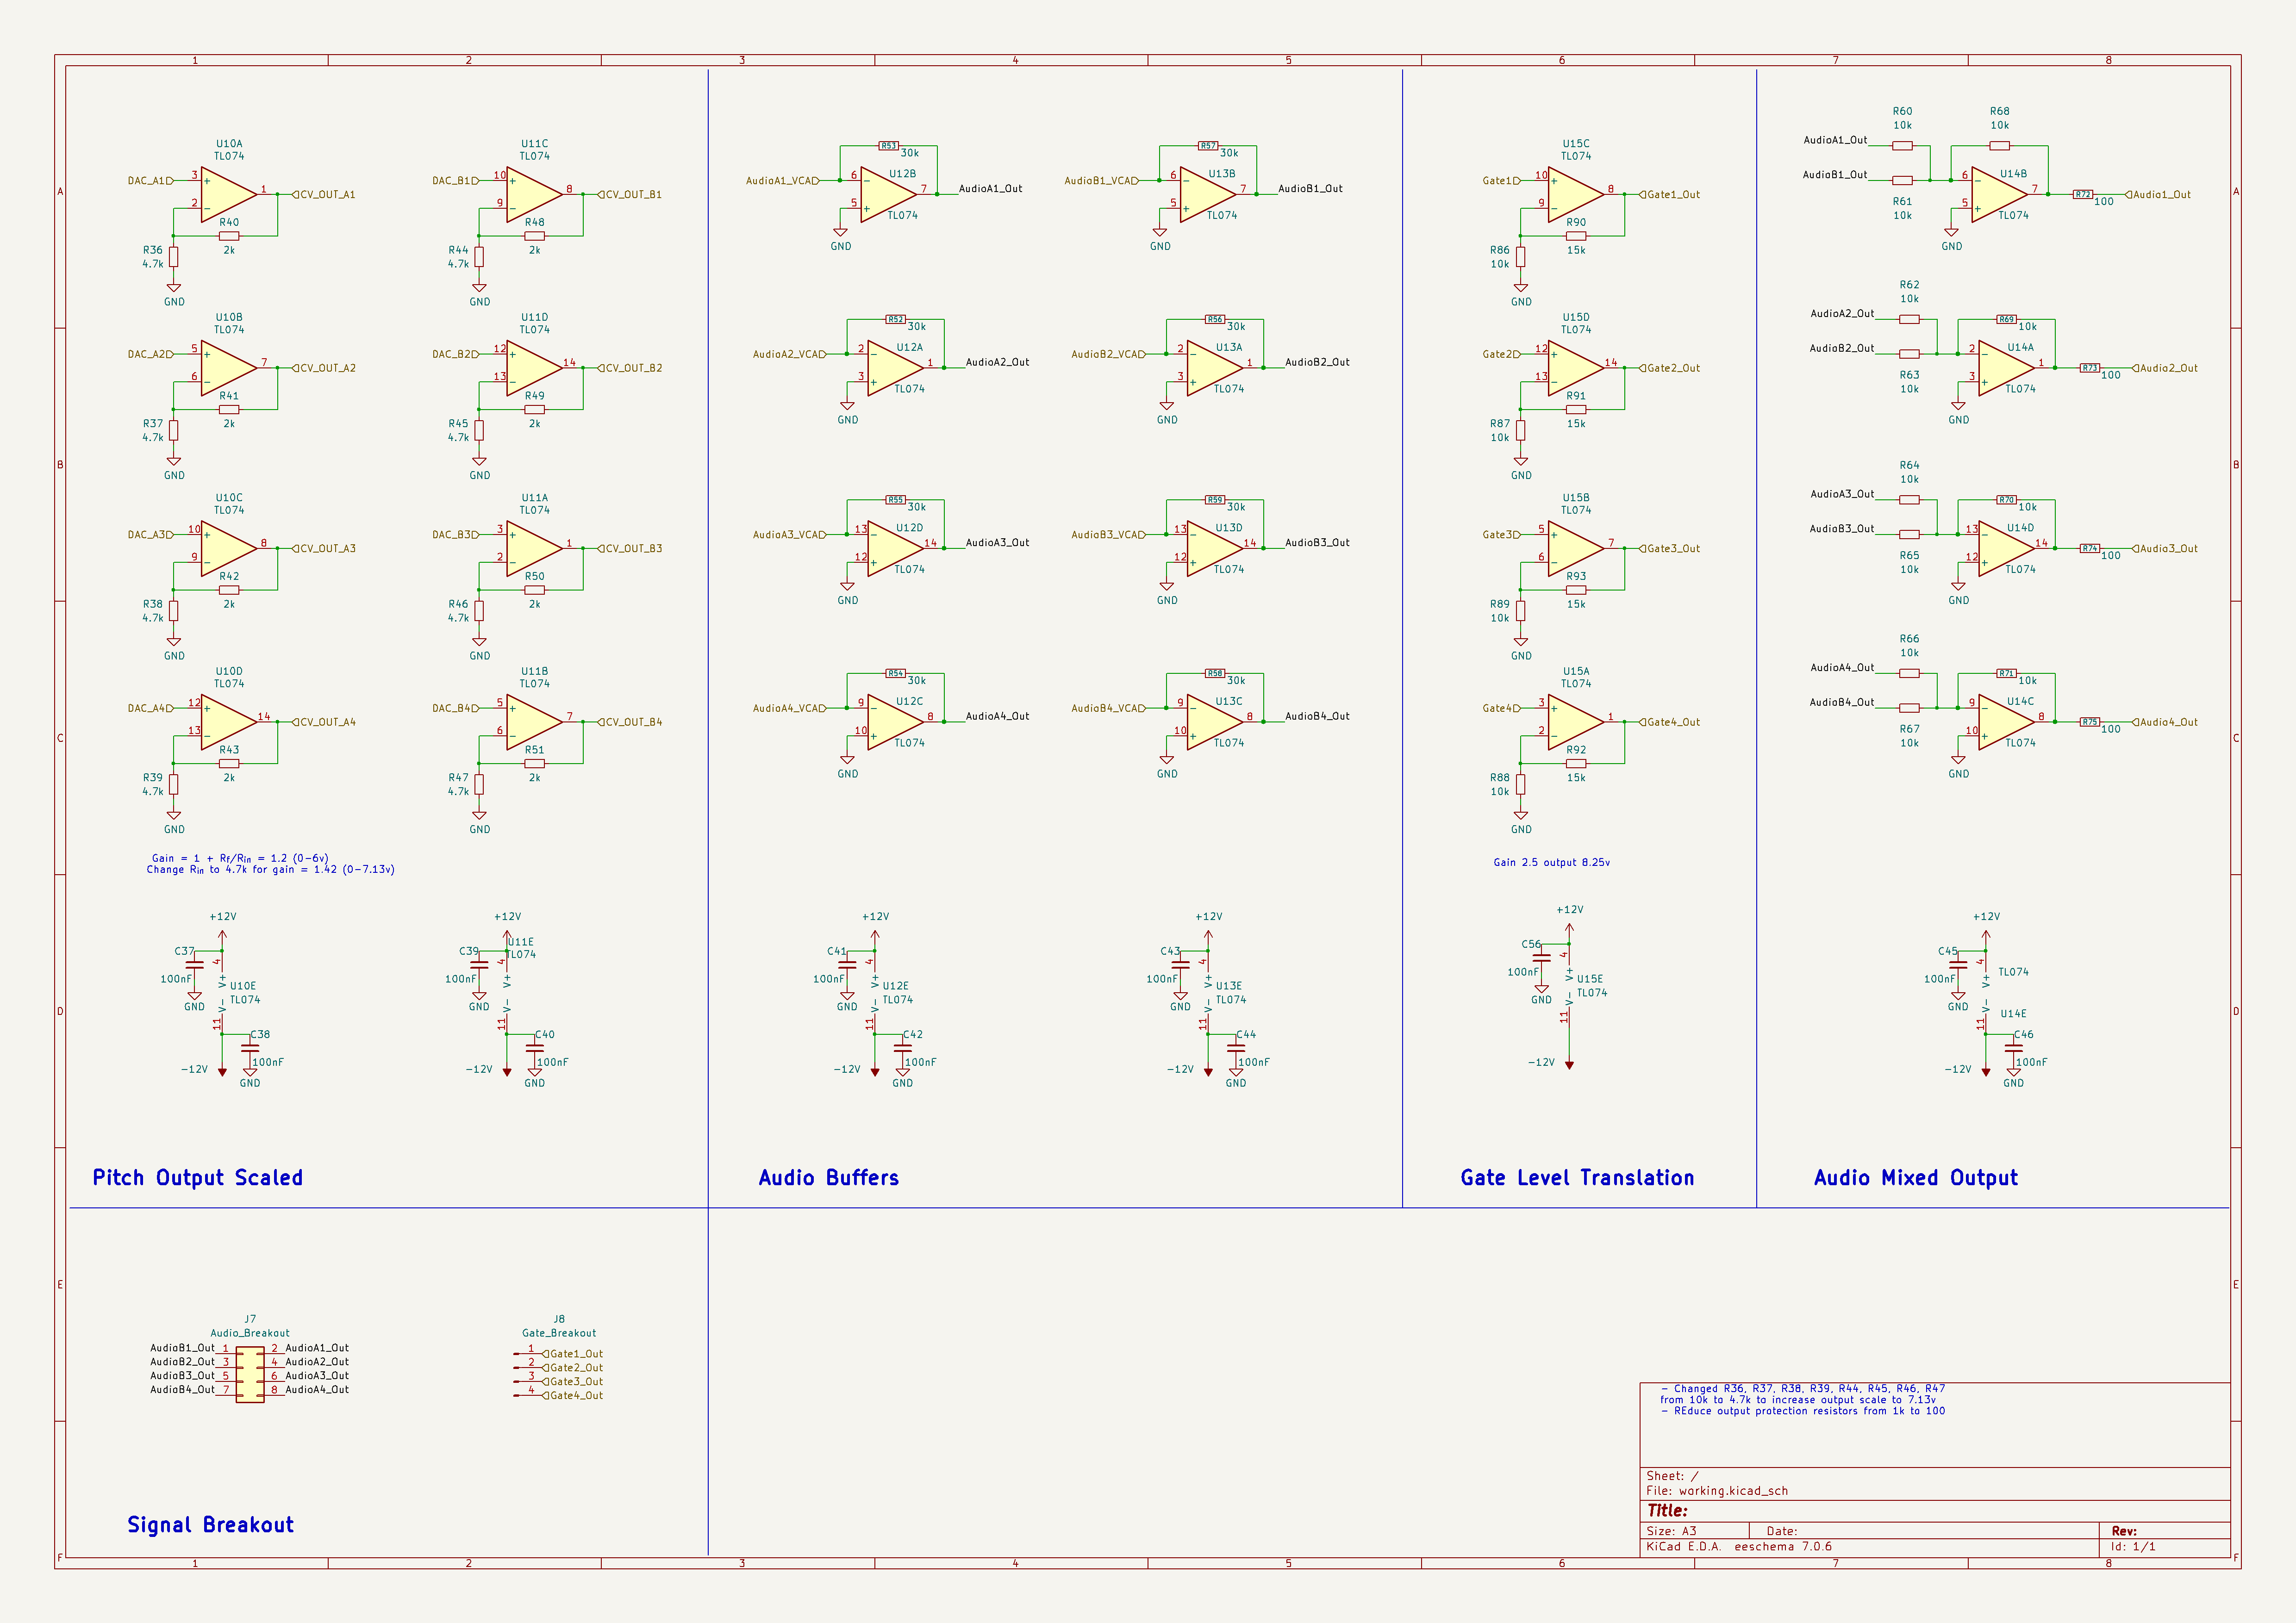 1 2 3 4 5 6 7 8
A
B
C
D
E
F
U10A
TL074
DAC_A1
3
+
2
−
1
CV_OUT_A1
R40
2k
R36
4.7k
GND
U11C
TL074
DAC_B1
10
+
9
−
8
CV_OUT_B1
R48
2k
R44
4.7k
GND
U10B
TL074
DAC_A2
5
+
6
−
7
CV_OUT_A2
R41
2k
R37
4.7k
GND
U11D
TL074
DAC_B2
12
+
13
−
14
CV_OUT_B2
R49
2k
R45
4.7k
GND
U10C
TL074
DAC_A3
10
+
9
−
8
CV_OUT_A3
R42
2k
R38
4.7k
GND
U11A
TL074
DAC_B3
3
+
2
−
1
CV_OUT_B3
R50
2k
R46
4.7k
GND
U10D
TL074
DAC_A4
12
+
13
−
14
CV_OUT_A4
R43
2k
R39
4.7k
GND
U11B
TL074
DAC_B4
5
+
6
−
7
CV_OUT_B4
R51
2k
R47
4.7k
GND
Gain = 1 + Rf/Rin = 1.2 (0-6v)
Change Rin to 4.7k for gain = 1.42 (0-7.13v)
+12V
C37
100nF
GND
4
V+
U10E
TL074
V−
11
C38
100nF
GND
−12V
+12V
U11E
TL074
C39
100nF
GND
4
V+
V−
11
C40
100nF
GND
−12V
Pitch Output Scaled
R53
30k
AudioA1_VCA
6
−
5
+
U12B
7
TL074
AudioA1_Out
GND
R57
30k
AudioB1_VCA
6
−
5
+
U13B
7
TL074
AudioB1_Out
GND
R52
30k
AudioA2_VCA
2
−
3
+
U12A
1
TL074
AudioA2_Out
GND
R56
30k
AudioB2_VCA
2
−
3
+
U13A
1
TL074
AudioB2_Out
GND
R55
30k
AudioA3_VCA
13
−
12
+
U12D
14
TL074
AudioA3_Out
GND
R59
30k
AudioB3_VCA
13
−
12
+
U13D
14
TL074
AudioB3_Out
GND
R54
30k
AudioA4_VCA
9
−
10
+
U12C
8
TL074
AudioA4_Out
GND
R58
30k
AudioB4_VCA
9
−
10
+
U13C
8
TL074
AudioB4_Out
GND
+12V
C41
100nF
GND
4
V+
U12E
TL074
V−
11
C42
100nF
GND
−12V
+12V
C43
100nF
GND
4
V+
U13E
TL074
V−
11
C44
100nF
GND
−12V
Audio Buffers
U15C
TL074
Gate1
10
+
9
−
8
Gate1_Out
R90
15k
R86
10k
GND
U15D
TL074
Gate2
12
+
13
−
14
Gate2_Out
R91
15k
R87
10k
GND
U15B
TL074
Gate3
5
+
6
−
7
Gate3_Out
R93
15k
R89
10k
GND
U15A
TL074
Gate4
3
+
2
−
1
Gate4_Out
R92
15k
R88
10k
GND
Gain 2.5 output 8.25v
+12V
C56
100nF
GND
4
V+
U15E
TL074
V−
11
−12V
Gate Level Translation
R60
10k
R68
10k
AudioA1_Out
AudioB1_Out
R61
10k
6
−
5
+
U14B
7
TL074
R72
100
Audio1_Out
GND
R62
10k
R69
10k
AudioA2_Out
AudioB2_Out
R63
10k
2
−
3
+
U14A
1
TL074
R73
100
Audio2_Out
GND
R64
10k
R70
10k
AudioA3_Out
AudioB3_Out
R65
10k
13
−
12
+
U14D
14
TL074
R74
100
Audio3_Out
GND
R66
10k
R71
10k
AudioA4_Out
AudioB4_Out
R67
10k
9
−
10
+
U14C
8
TL074
R75
100
Audio4_Out
GND
+12V
C45
100nF
GND
4
V+
TL074
V−
11
U14E
C46
100nF
GND
−12V
Audio Mixed Output
J7
Audio_Breakout
AudioB1_Out 1 2 AudioA1_Out
AudioB2_Out 3 4 AudioA2_Out
AudioB3_Out 5 6 AudioA3_Out
AudioB4_Out 7 8 AudioA4_Out
J8
Gate_Breakout
1 Gate1_Out
2 Gate2_Out
3 Gate3_Out
4 Gate4_Out
Signal Breakout
- Changed R36, R37, R38, R39, R44, R45, R46, R47
from 10k to 4.7k to increase output scale to 7.13v
- REduce output protection resistors from 1k to 100
Sheet: /
File: working.kicad_sch
Title:
Size: A3 Date: Rev:
KiCad E.D.A. eeschema 7.0.6 Id: 1/1
A
B
C
D
E
F
1 2 3 4 5 6 7 8